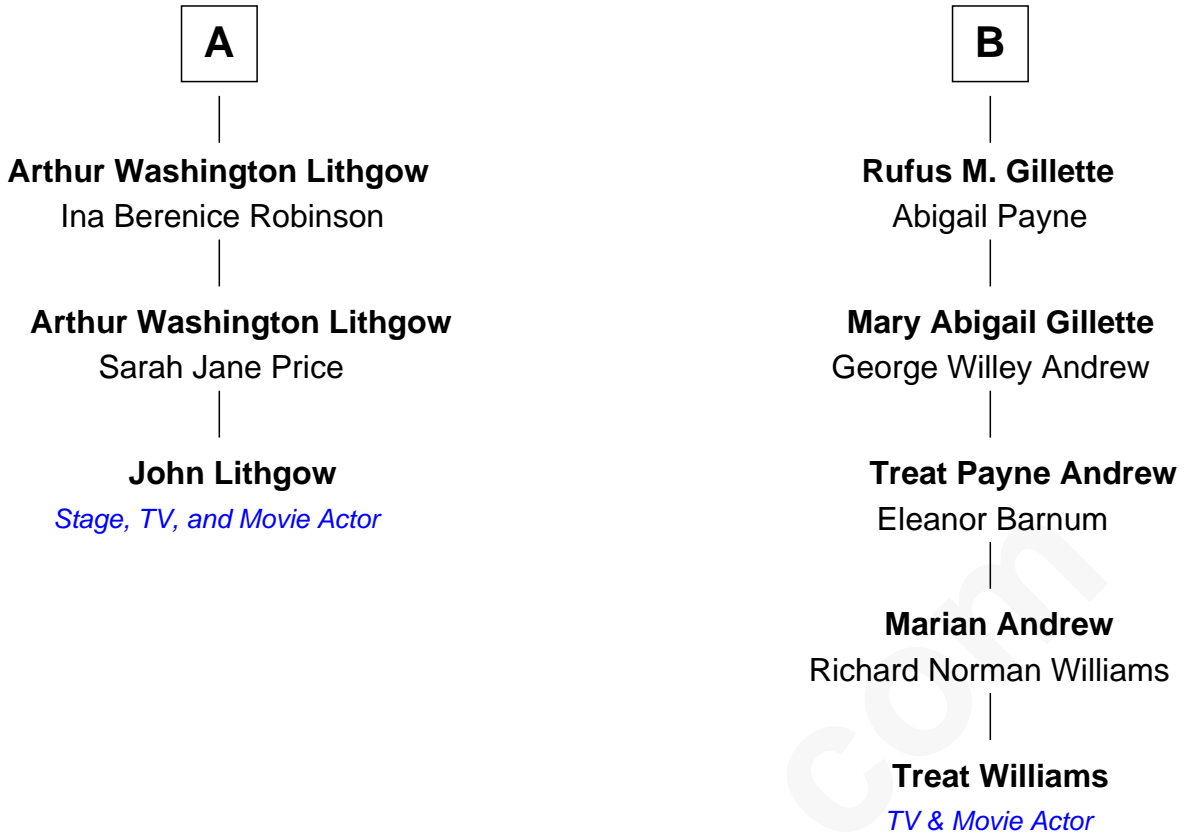 A
Arthur Washington Lithgow
Ina Berenice Robinson
Arthur Washington Lithgow
Sarah Jane Price
John Lithgow
Stage, TV, and Movie Actor
B
Rufus M. Gillette
Abigail Payne
Mary Abigail Gillette
George Willey Andrew
Treat Payne Andrew
Eleanor Barnum
Marian Andrew
Richard Norman Williams
Treat Williams
TV & Movie Actor
com